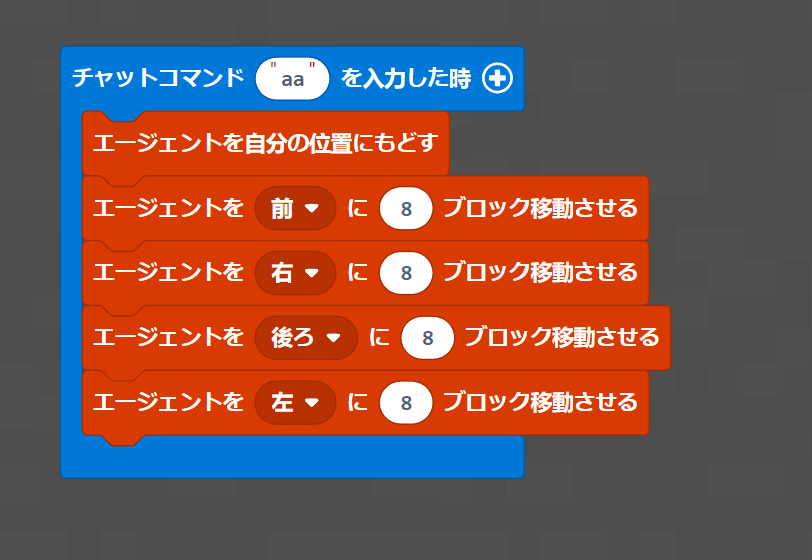 チャットコマンド "aa" を入力した時
エージェントを自分の位置にもどす
エージェントを 前 に 8 ブロック移動させる
エージェントを 右 に 8 ブロック移動させる
エージェントを 後ろ に 8 ブロック移動させる
エージェントを 左 に 8 ブロック移動させる